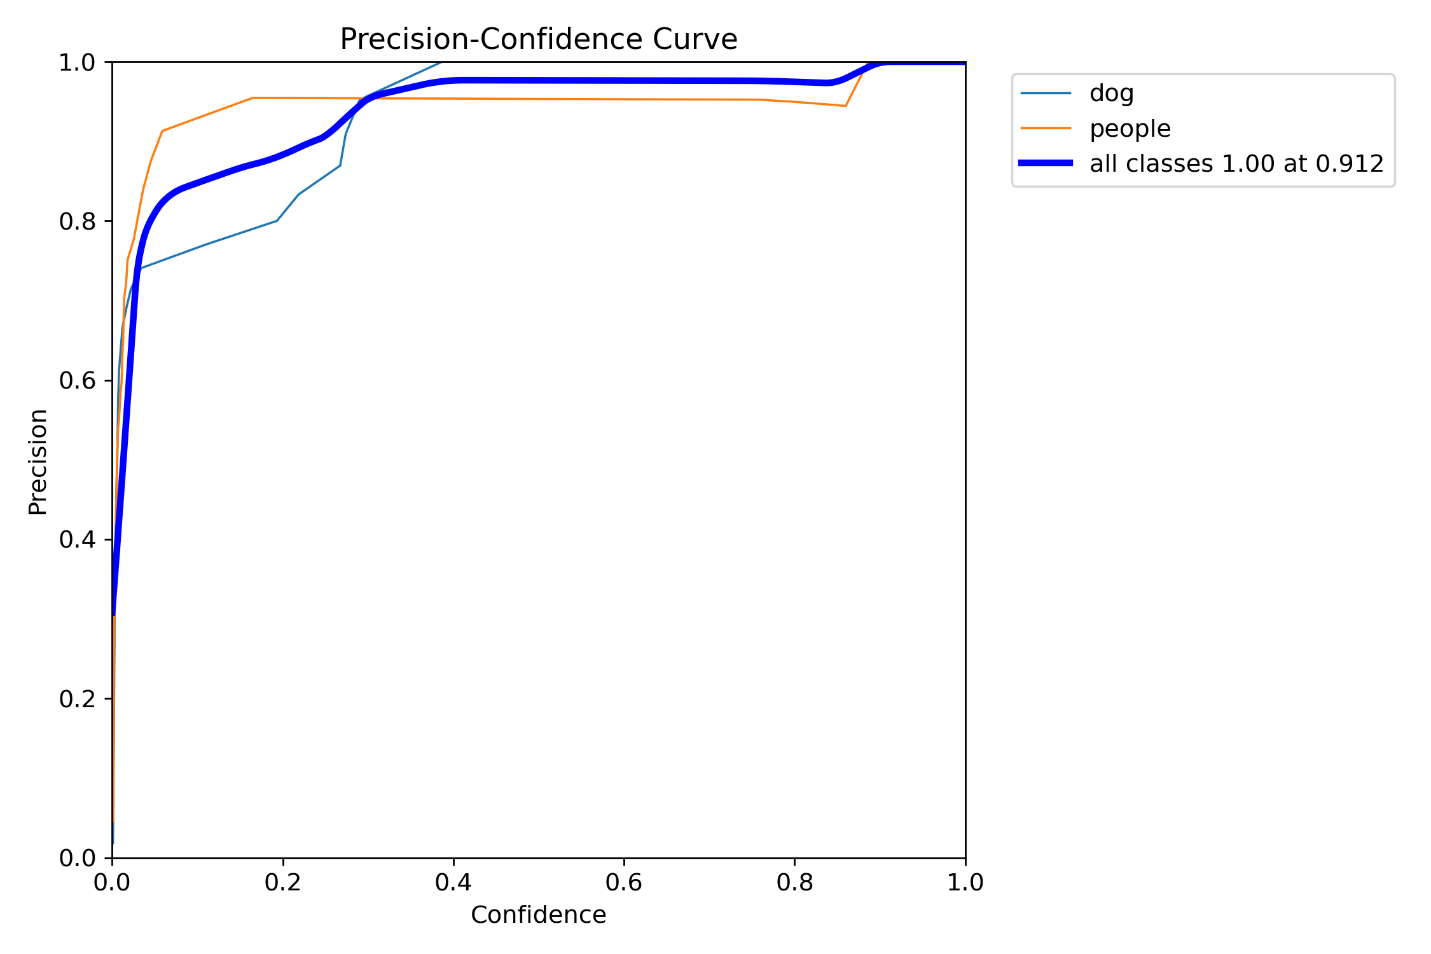 Precision-Confidence Curve
1.0
0.8
0.6
0.4
0.2
0.0
Precision
0.0 0.2 0.4 0.6 0.8 1.0
Confidence
dog
people
all classes 1.00 at 0.912